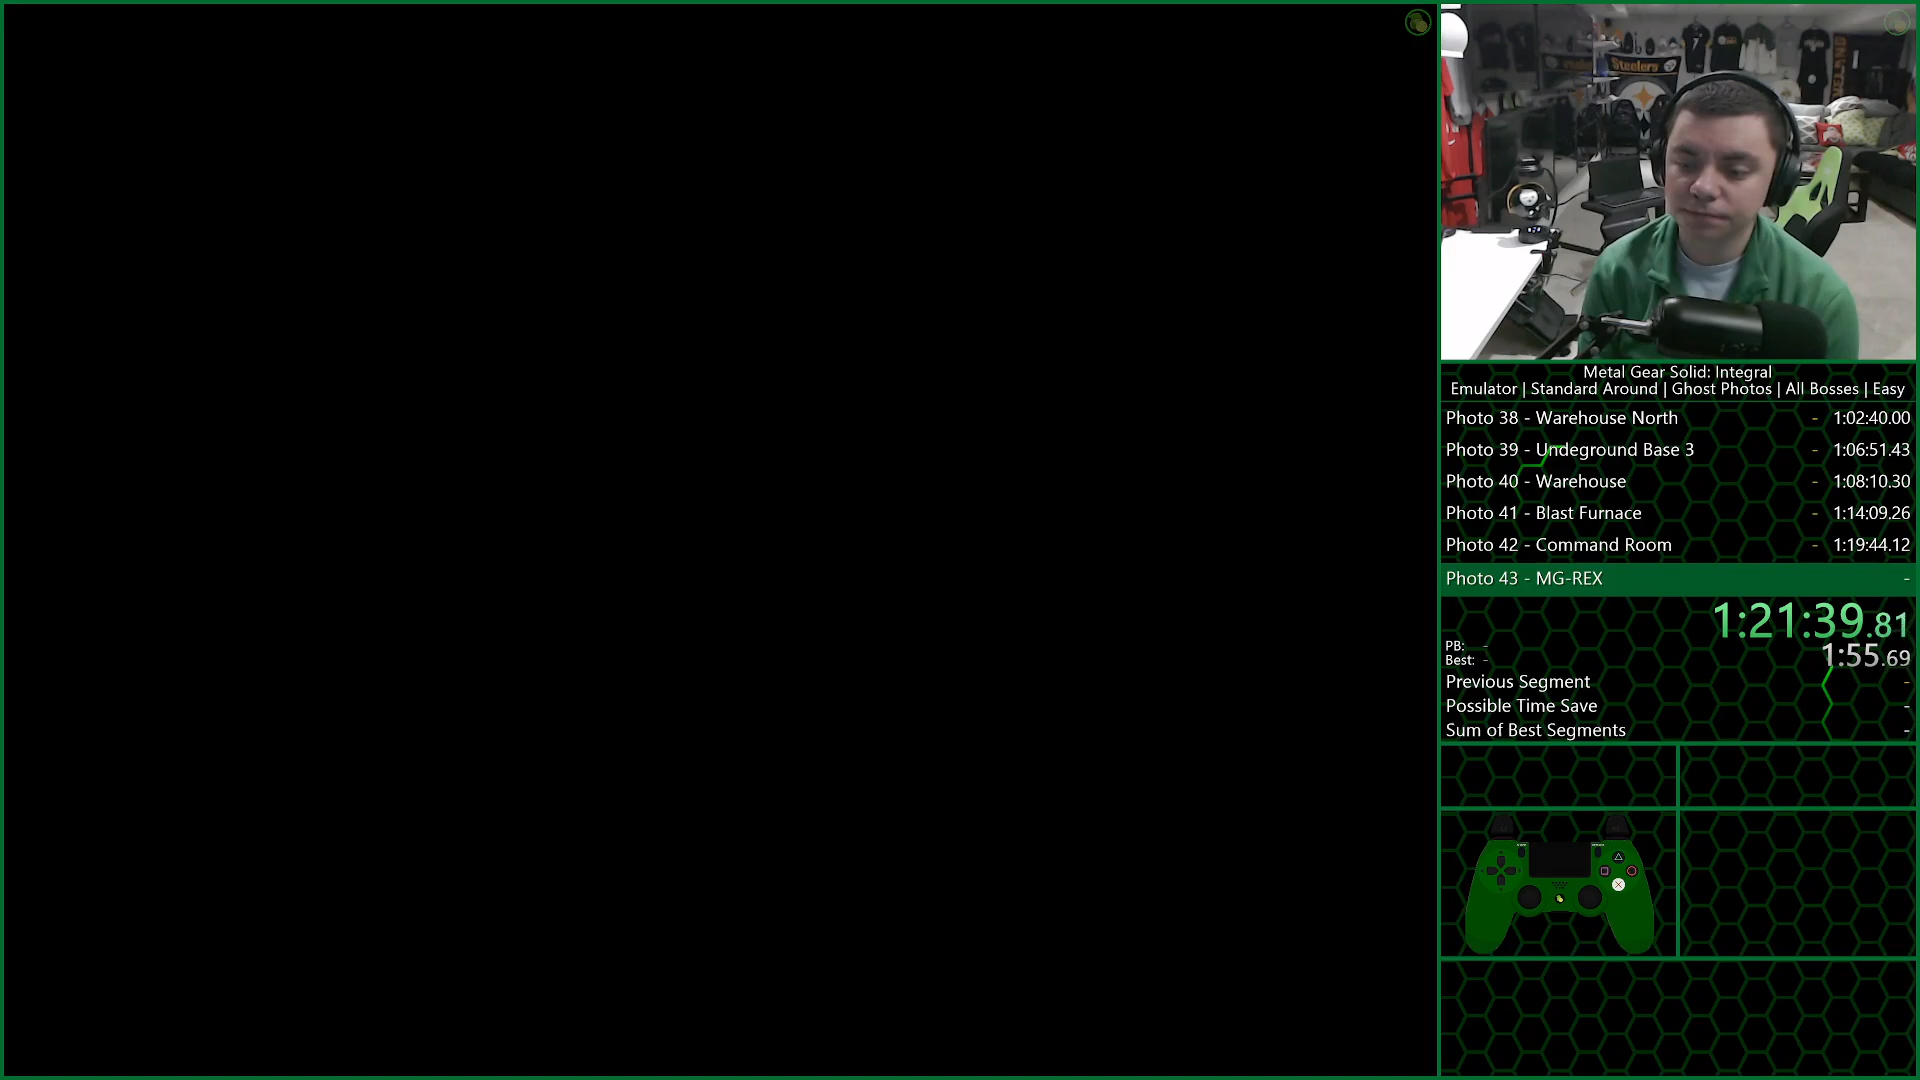 Steelers
Metal Gear Solid: Integral
Emulator | Standard Around | Ghost Photos | All Bosses | Easy
Photo 38 - Warehouse North - 1:02:40.00
Photo 39 - Undeground Base 3 - 1:06:51.43
Photo 40 - Warehouse - 1:08:10.30
Photo 41 - Blast Furnace - 1:14:09.26
Photo 42 - Command Room - 1:19:44.12
Photo 43 - MG-REX -
1:21:39.81
PB: -
Best: -
1:55.69
Previous Segment -
Possible Time Save -
Sum of Best Segments -